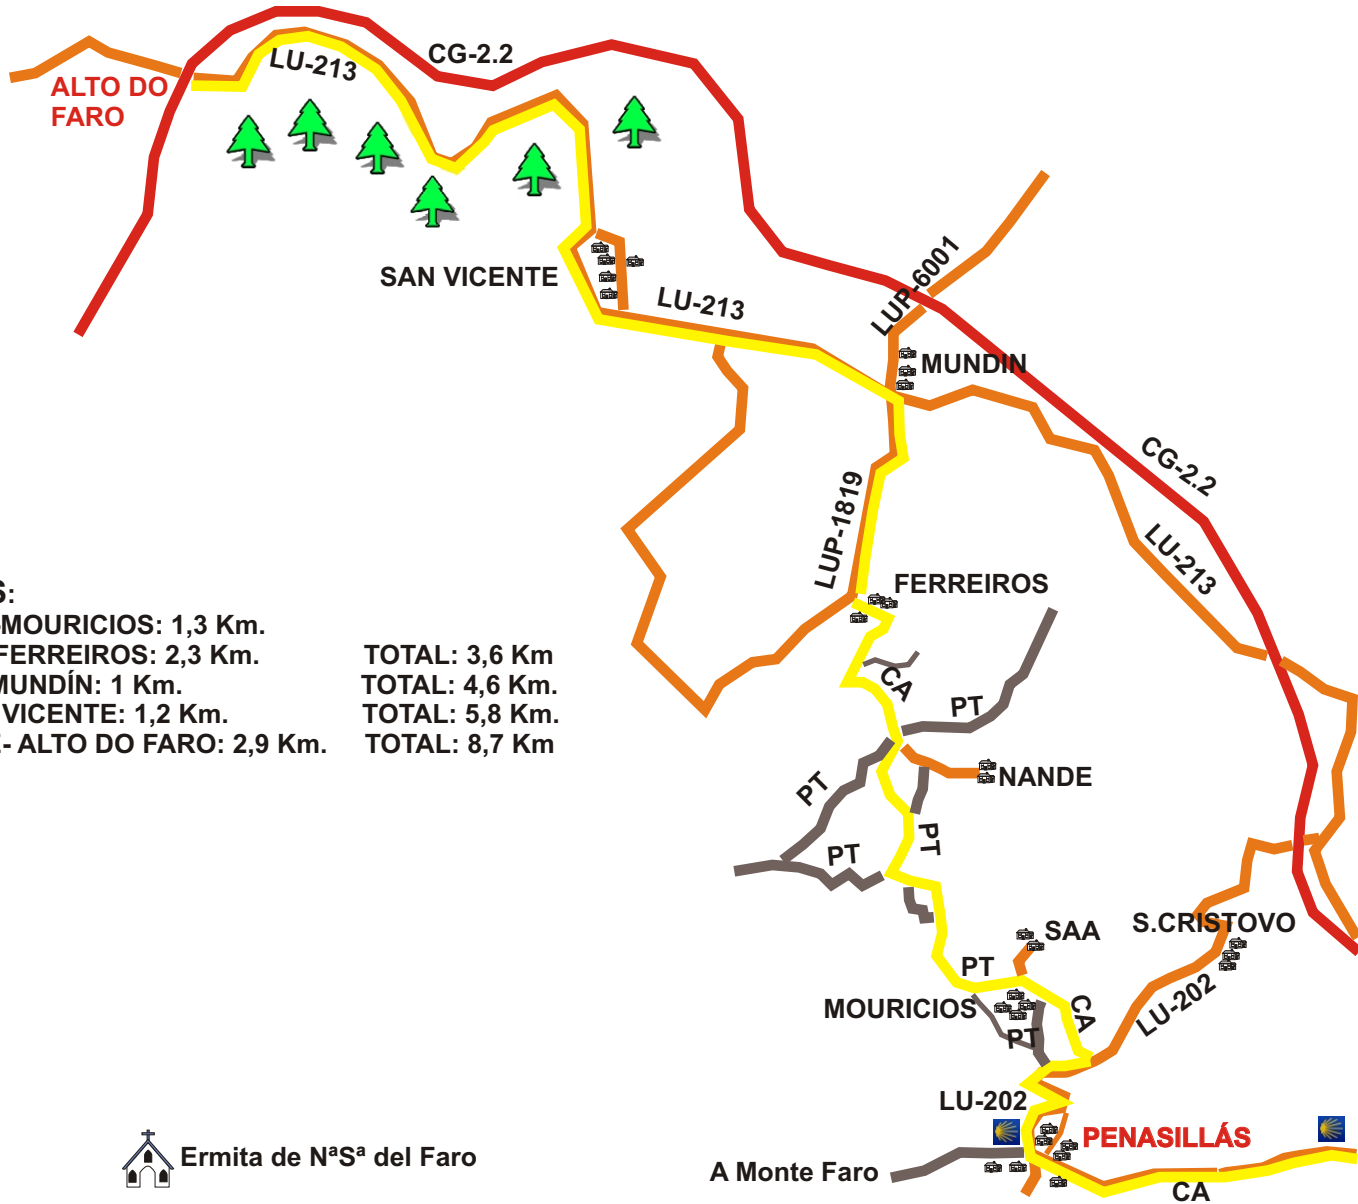 CG-2.2
LU-213
ALTO DO
FARO
LUP-6001
SAN VICENTE
LU-213
MUNDIN
CG-2.2
LUP-1819
LU-213
FERREIROS
S:
MOURICIOS: 1,3 Km.
FERREIROS: 2,3 Km. TOTAL: 3,6 Km
MUNDÍN: 1 Km. TOTAL: 4,6 Km.
VICENTE: 1,2 Km. TOTAL: 5,8 Km.
E- ALTO DO FARO: 2,9 Km. TOTAL: 8,7 Km
CA
PT
NANDE
PT
PT
PT
SAA
S.CRISTOVO
PT
MOURICIOS
CA
LU-202
PT
LU-202
PENASILLÁS
Ermita de NªSª del Faro
A Monte Faro
CA